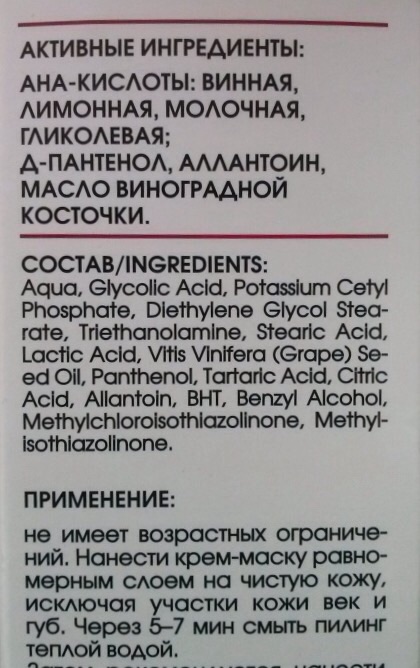 АКТИВНЫЕ ИНГРЕДИЕНТЫ:
АНА-КИСЛОТЫ: ВИННАЯ,
ЛИМОННАЯ, МОЛОЧНАЯ,
ГЛИКОЛЕВАЯ;
Д-ПАНТЕНОЛ, АЛЛАНТОИН,
МАСЛО ВИНОГРАДНОЙ
КОСТОЧКИ.
СОСТАВ/INGREDIENTS:
Aqua, Glycolic Acid, Potassium Cetyl
Phosphate, Diethylene Glycol Stea-
rate, Triethanolamine, Stearic Acid,
Lactic Acid, Vitis Vinifera (Grape) Se-
ed Oil, Panthenol, Tartaric Acid, Citric
Acid, Allantoin, BHT, Benzyl Alcohol,
Methylchloroisothiazolinone, Methyl-
isothiazolinone.
ПРИМЕНЕНИЕ:
не имеет возрастных ограниче-
ний. Нанести крем-маску равно-
мерным слоем на чистую кожу,
исключая участки кожи век и
губ. Через 5–7 мин смыть пилинг
теплой водой.
Затем рекомендуется нанести